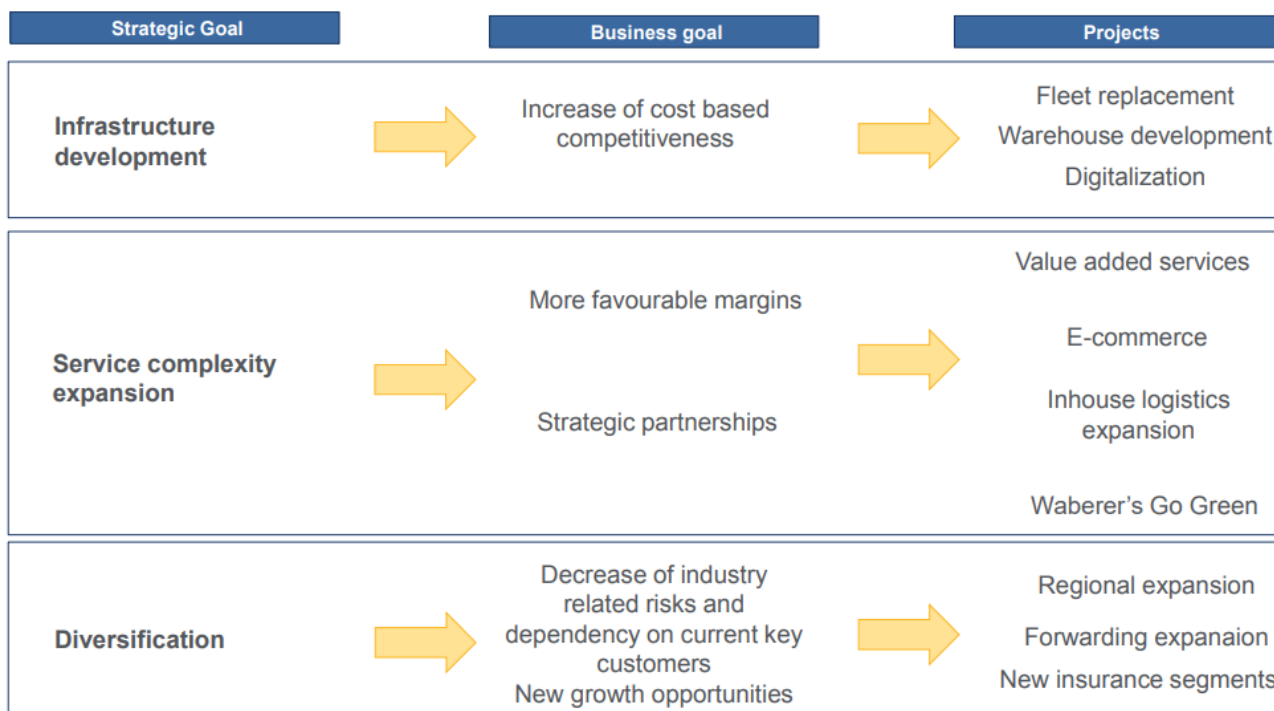 Strategic Goal
Business goal
Projects
Infrastructure
development
Increase of cost based
competitiveness
Fleet replacement
Warehouse development
Digitalization
Service complexity
expansion
More favourable margins
Strategic partnerships
Value added services
E-commerce
Inhouse logistics
expansion
Waberer's Go Green
Diversification
Decrease of industry
related risks and
dependency on current key
customers
New growth opportunities
Regional expansion
Forwarding expanaion
New insurance segments